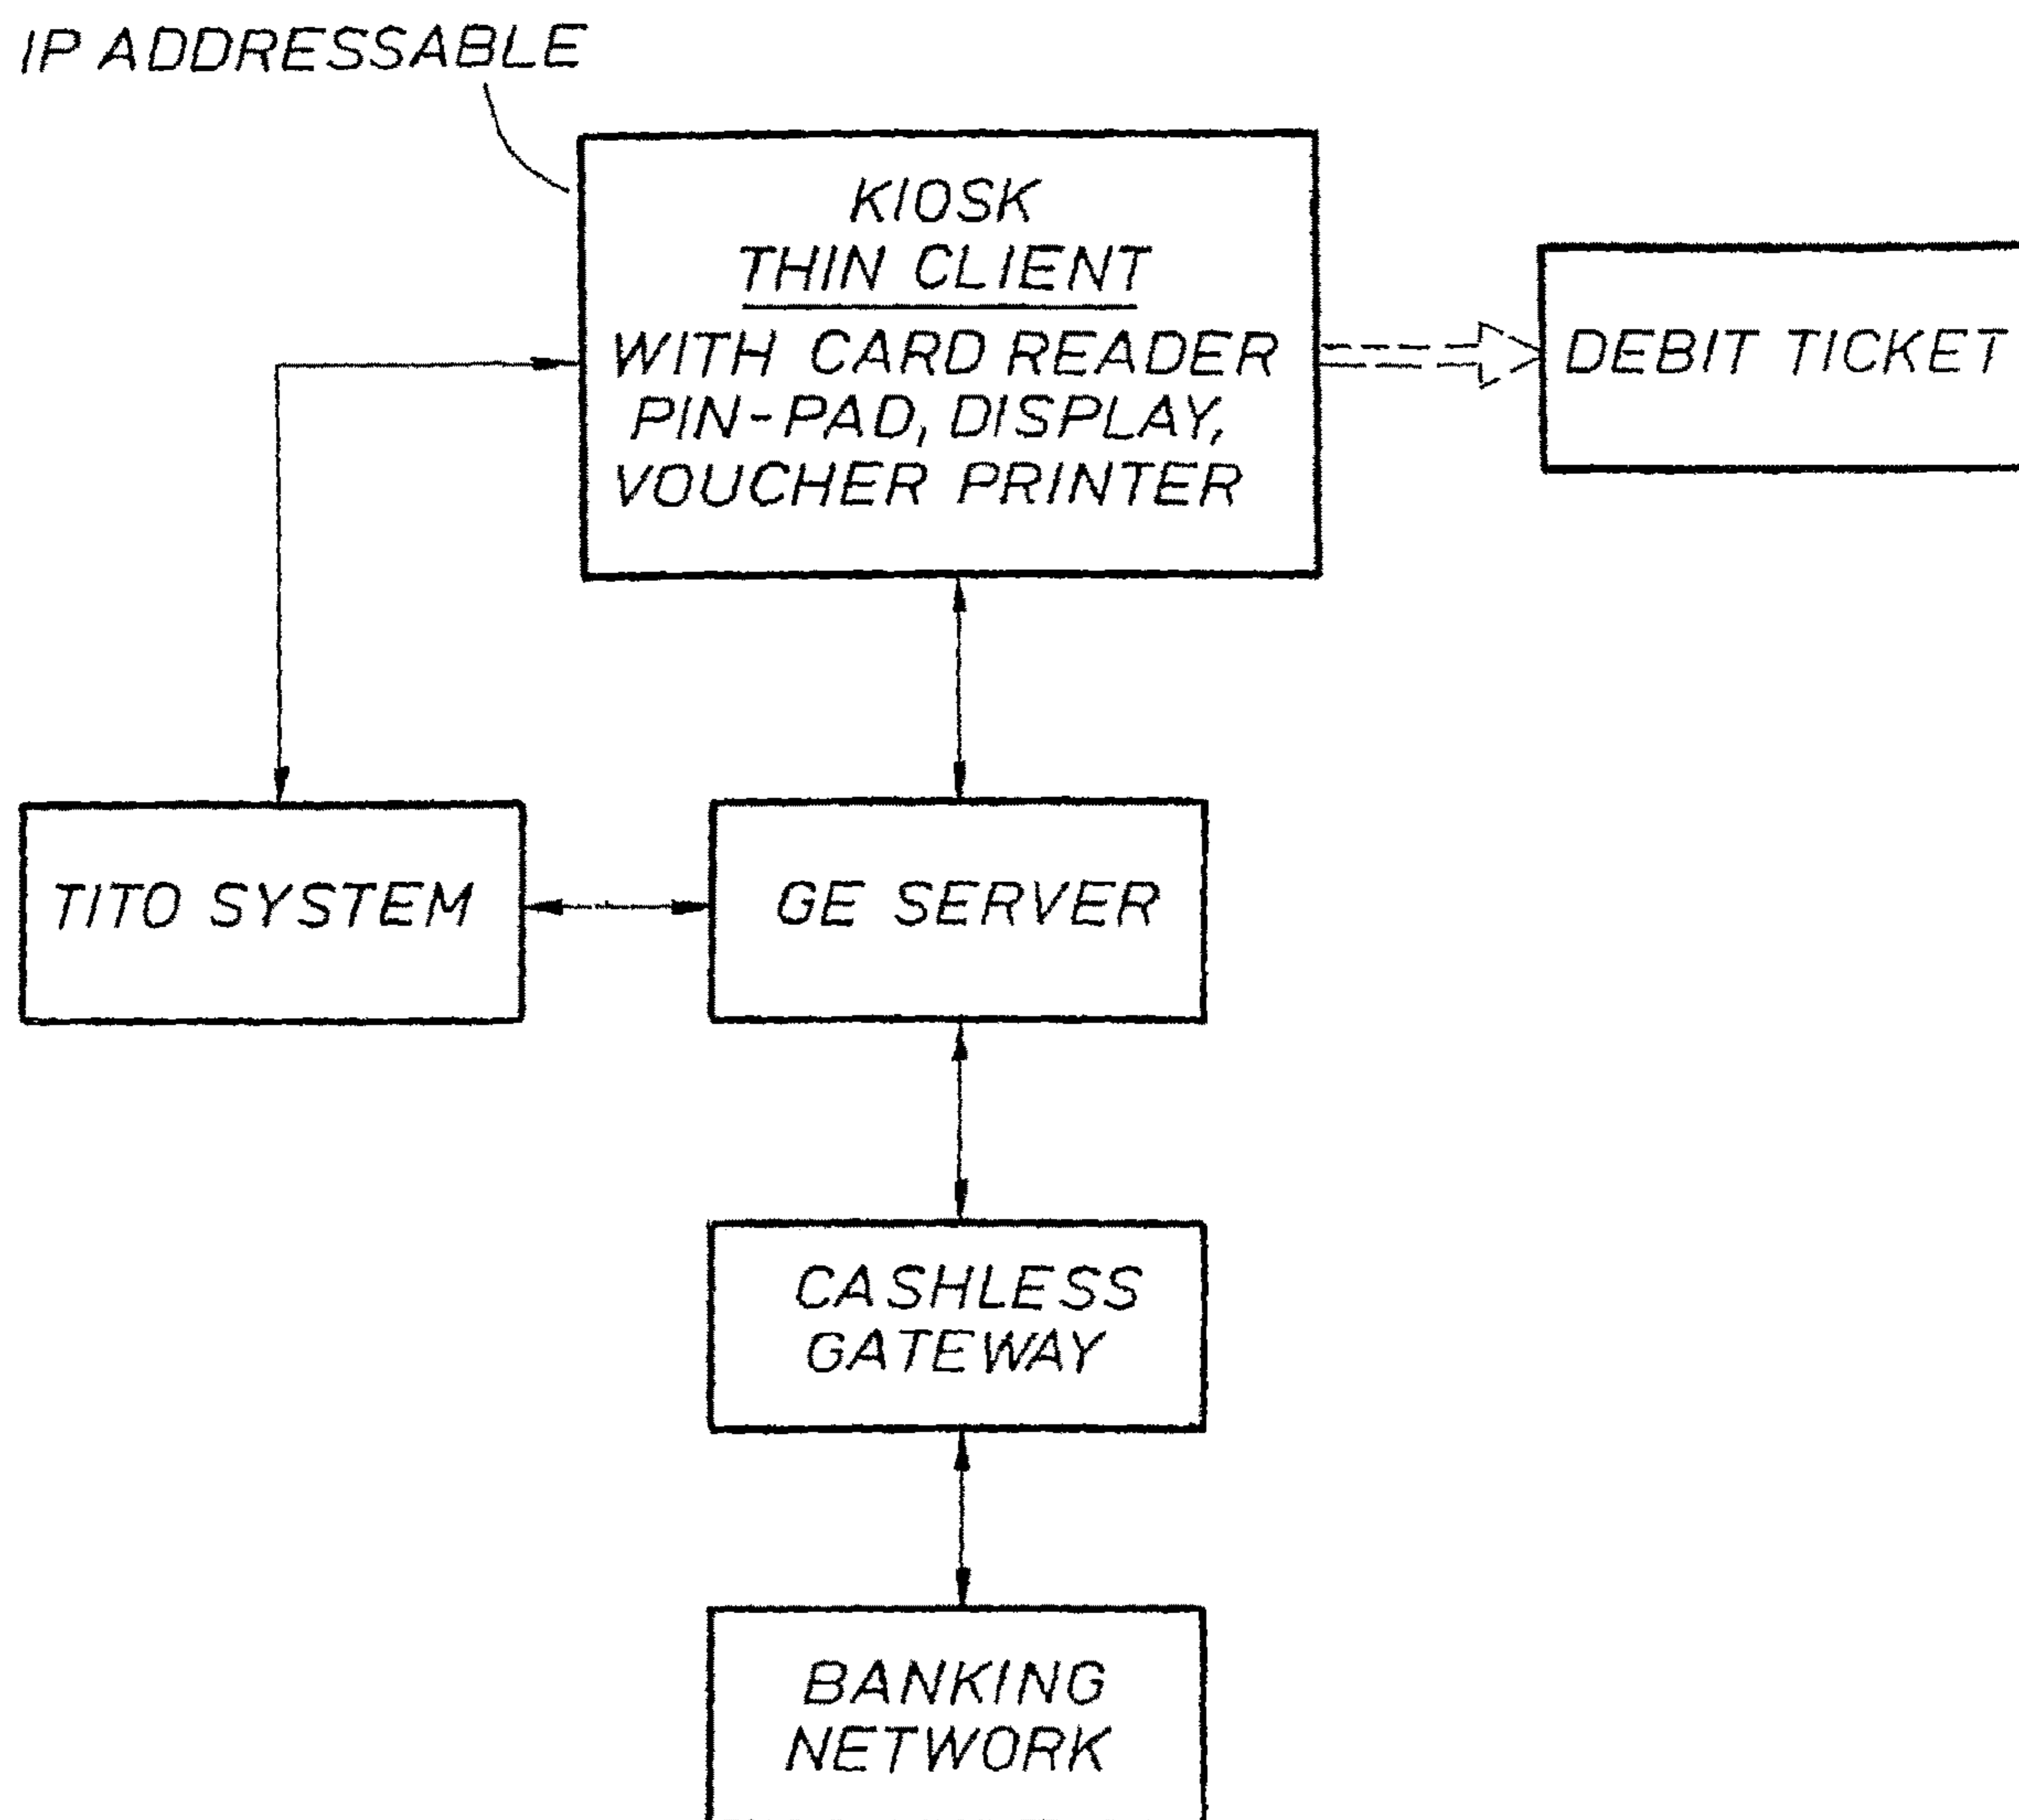 IP ADDRESSABLE
KIOSK
THIN CLIENT
WITH CARD READER
PIN-PAD, DISPLAY,
VOUCHER PRINTER
DEBIT TICKET
TITO SYSTEM
GE SERVER
CASHLESS
GATEWAY
BANKING
NETWORK